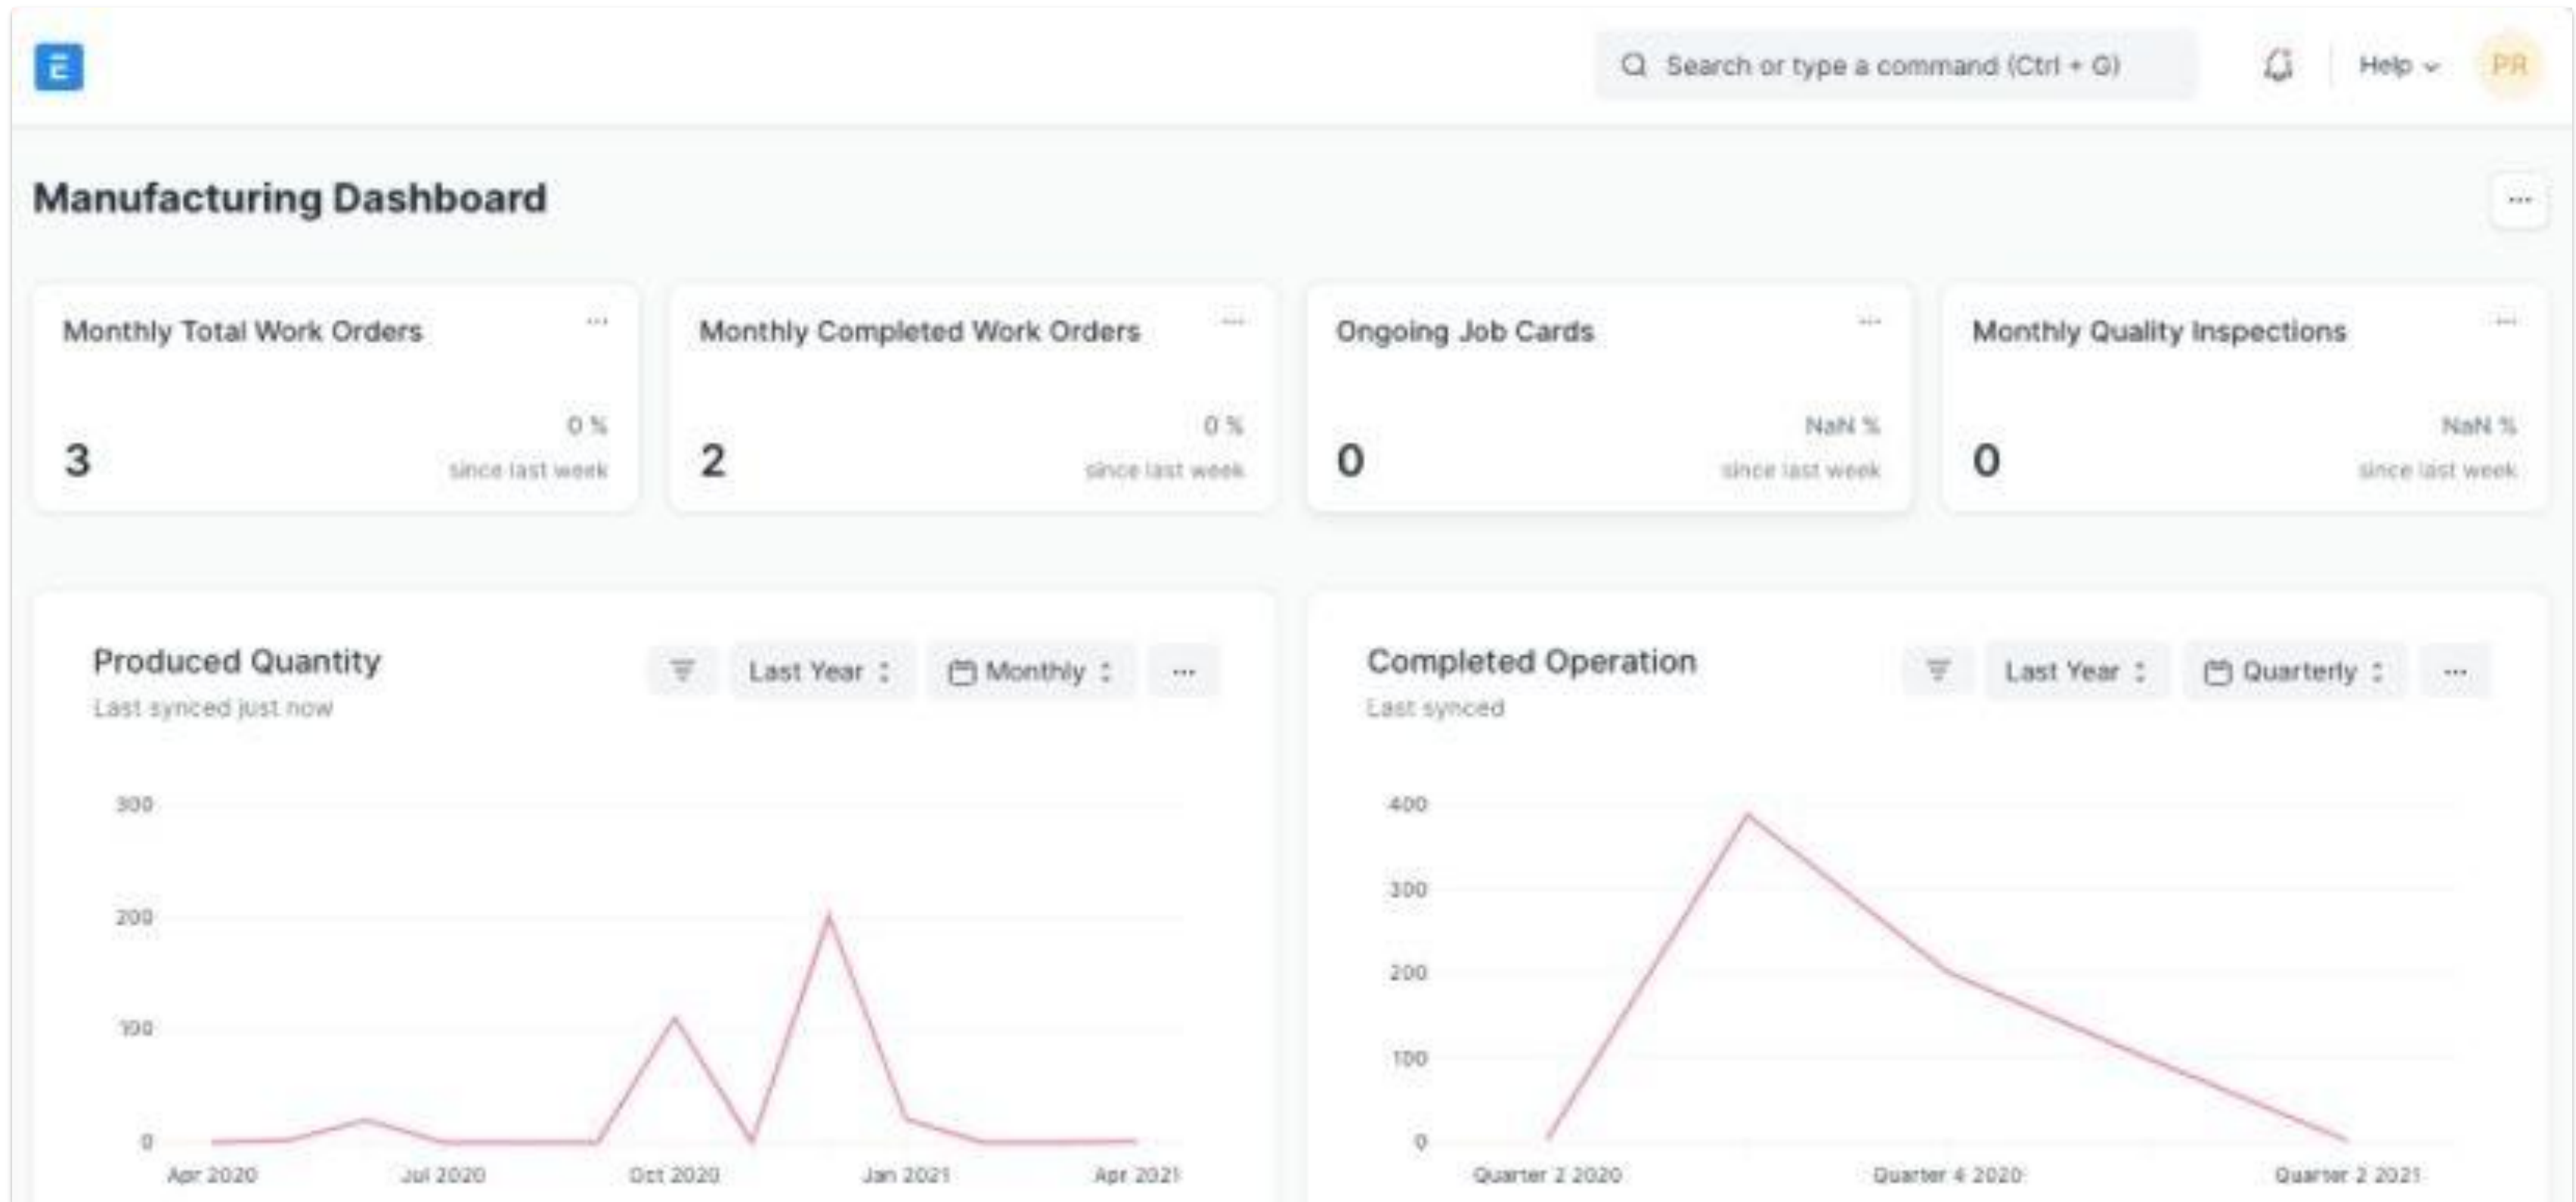 E
Search or type a command (Ctrl + G)
Help
PR
Manufacturing Dashboard
Monthly Total Work Orders
3
0 %
since last week
Monthly Completed Work Orders
2
0 %
since last week
Ongoing Job Cards
0
NaN %
since last week
Monthly Quality Inspections
0
NaN %
since last week
Produced Quantity
Last synced just now
Last Year
Monthly
300
200
100
0
Apr 2020
Jul 2020
Oct 2020
Jan 2021
Apr 2021
Completed Operation
Last synced
Last Year
Quarterly
400
300
200
100
0
Quarter 2 2020
Quarter 4 2020
Quarter 2 2021